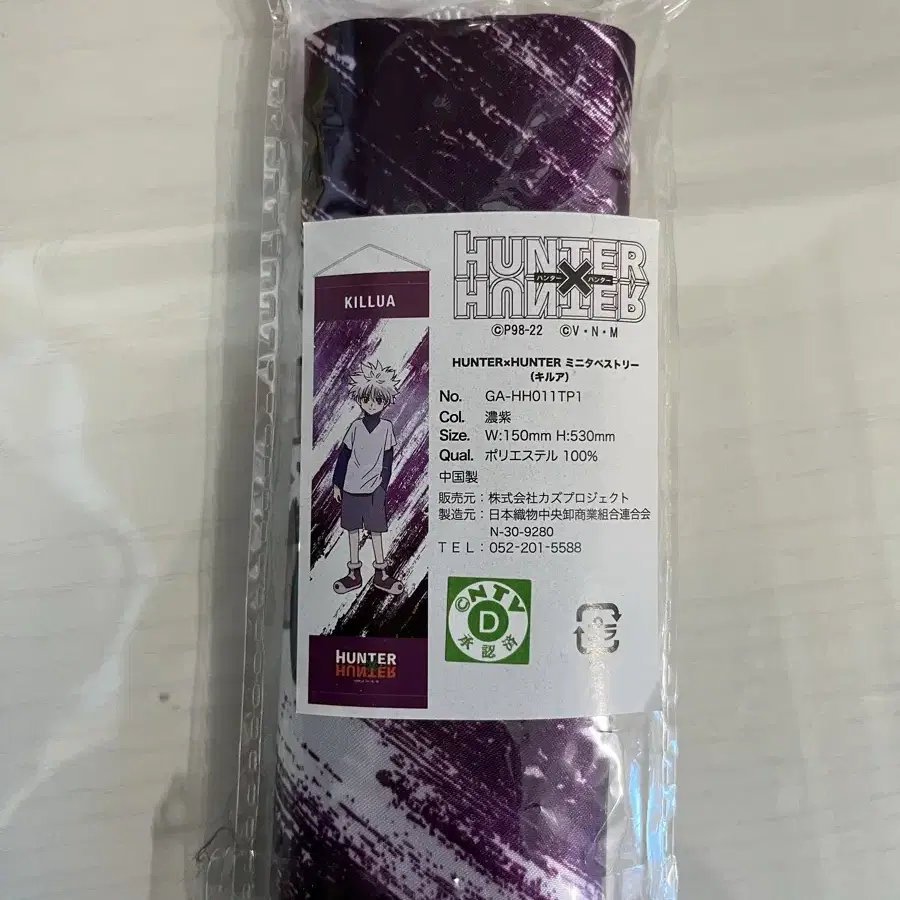 KILLUA
HUNTER
HUNTER
HUNTER
ハンター×ハンター
HUNTER
©P98-22 ©V・N・M
HUNTER×HUNTER ミニタペストリー
(キルア)
No. GA-HH011TP1
Col. 濃紫
Size. W:150mm H:530mm
Qual. ポリエステル 100%
中国製
販売元:株式会社カズプロジェクト
製造元:日本織物中央卸商業組合連合会
N-30-9280
TEL:052-201-5588
CNTV
D
承認済
プラ